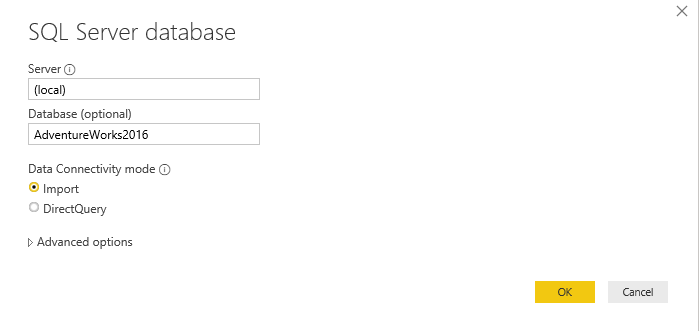 SQL Server database
Server
(local)
Database (optional)
AdventureWorks2016
Data Connectivity mode
Import
DirectQuery
Advanced options
OK Cancel